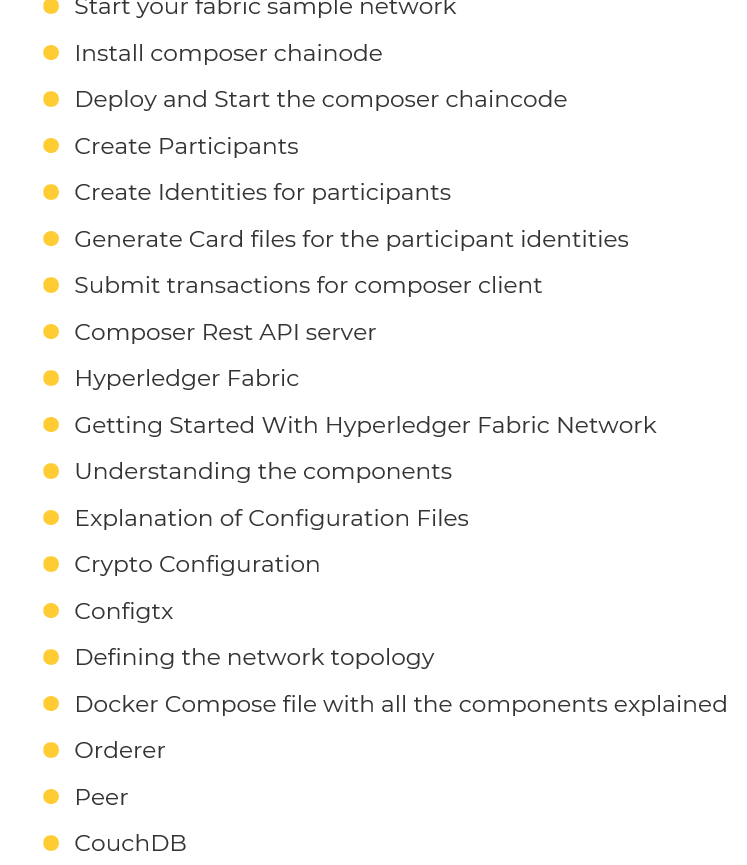 Start your fabric sample network
Install composer chainode
Deploy and Start the composer chaincode
Create Participants
Create Identities for participants
Generate Card files for the participant identities
Submit transactions for composer client
Composer Rest API server
Hyperledger Fabric
Getting Started With Hyperledger Fabric Network
Understanding the components
Explanation of Configuration Files
Crypto Configuration
Configtx
Defining the network topology
Docker Compose file with all the components explained
Orderer
Peer
CouchDB